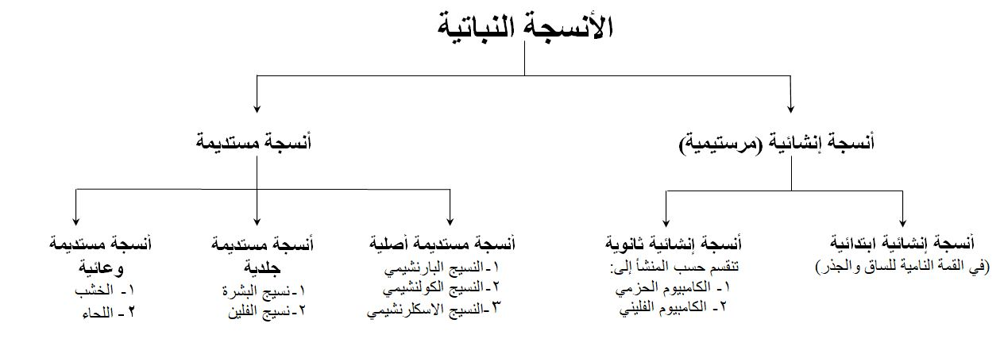 الأنسجة النباتية
أنسجة إنشائية (مرستيمية)
أنسجة مستديمة
أنسجة إنشائية ابتدائية
(في القمة النامية للساق والجذر)
أنسجة إنشائية ثانوية
تنقسم حسب المنشأ إلى:
١- الكامبيوم الحزمي
٢- الكامبيوم الفليني
أنسجة مستديمة أصلية
١-النسيج البارنشيمي
٢-النسيج الكولنشيمي
٣-النسيج الاسكلرنشيمي
أنسجة مستديمة
جلدية
١-نسيج البشرة
٢-نسيج الفلين
أنسجة مستديمة
وعائية
١- الخشب
٢- اللحاء